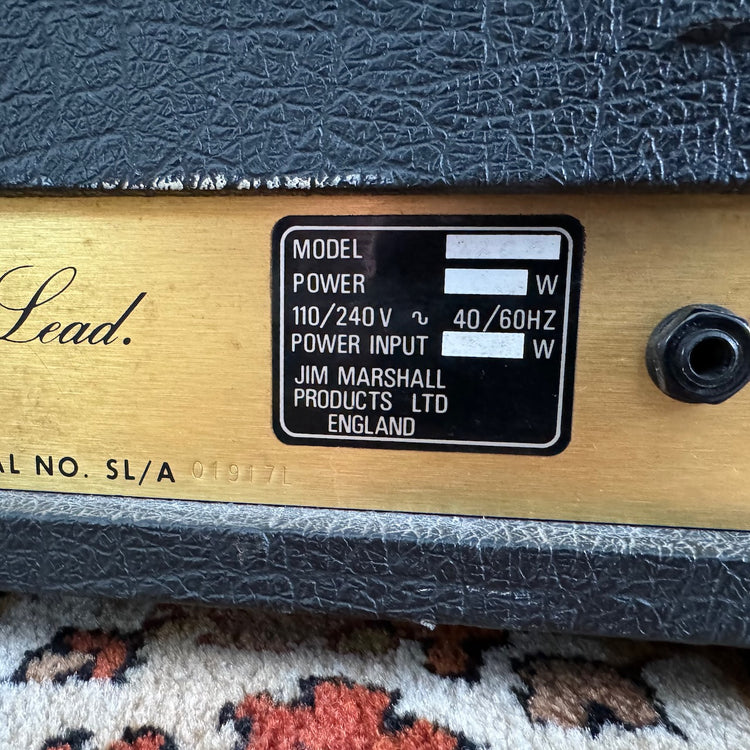 Lead.
MODEL
POWER W
110/240V ~ 40/60HZ
POWER INPUT W
JIM MARSHALL
PRODUCTS LTD
ENGLAND
AL NO. SL/A 01917L